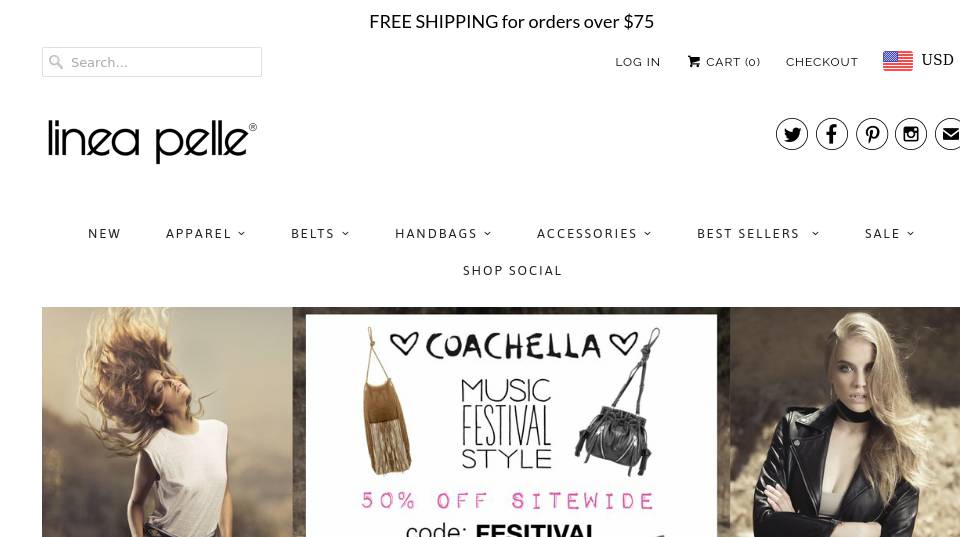 FREE SHIPPING for orders over $75
Search...
LOG IN
CART (0)
CHECKOUT
USD
linea pelle®
NEW
APPAREL
BELTS
HANDBAGS
ACCESSORIES
BEST SELLERS
SALE
SHOP SOCIAL
COACHELLA
MUSIC
FESTIVAL
STYLE
50% OFF SITEWIDE
code: FESITIVAL